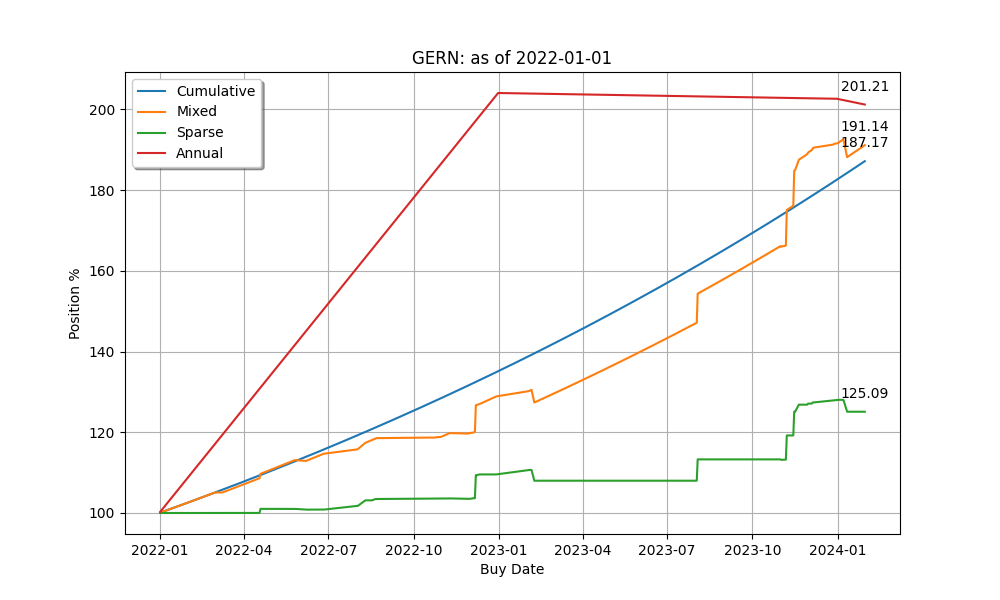 GERN: as of 2022-01-01
Cumulative
Mixed
Sparse
Annual
201.21
191.14
187.17
125.09
200
180
160
140
120
100
Position %
2022-01
2022-04
2022-07
2022-10
2023-01
2023-04
2023-07
2023-10
2024-01
Buy Date